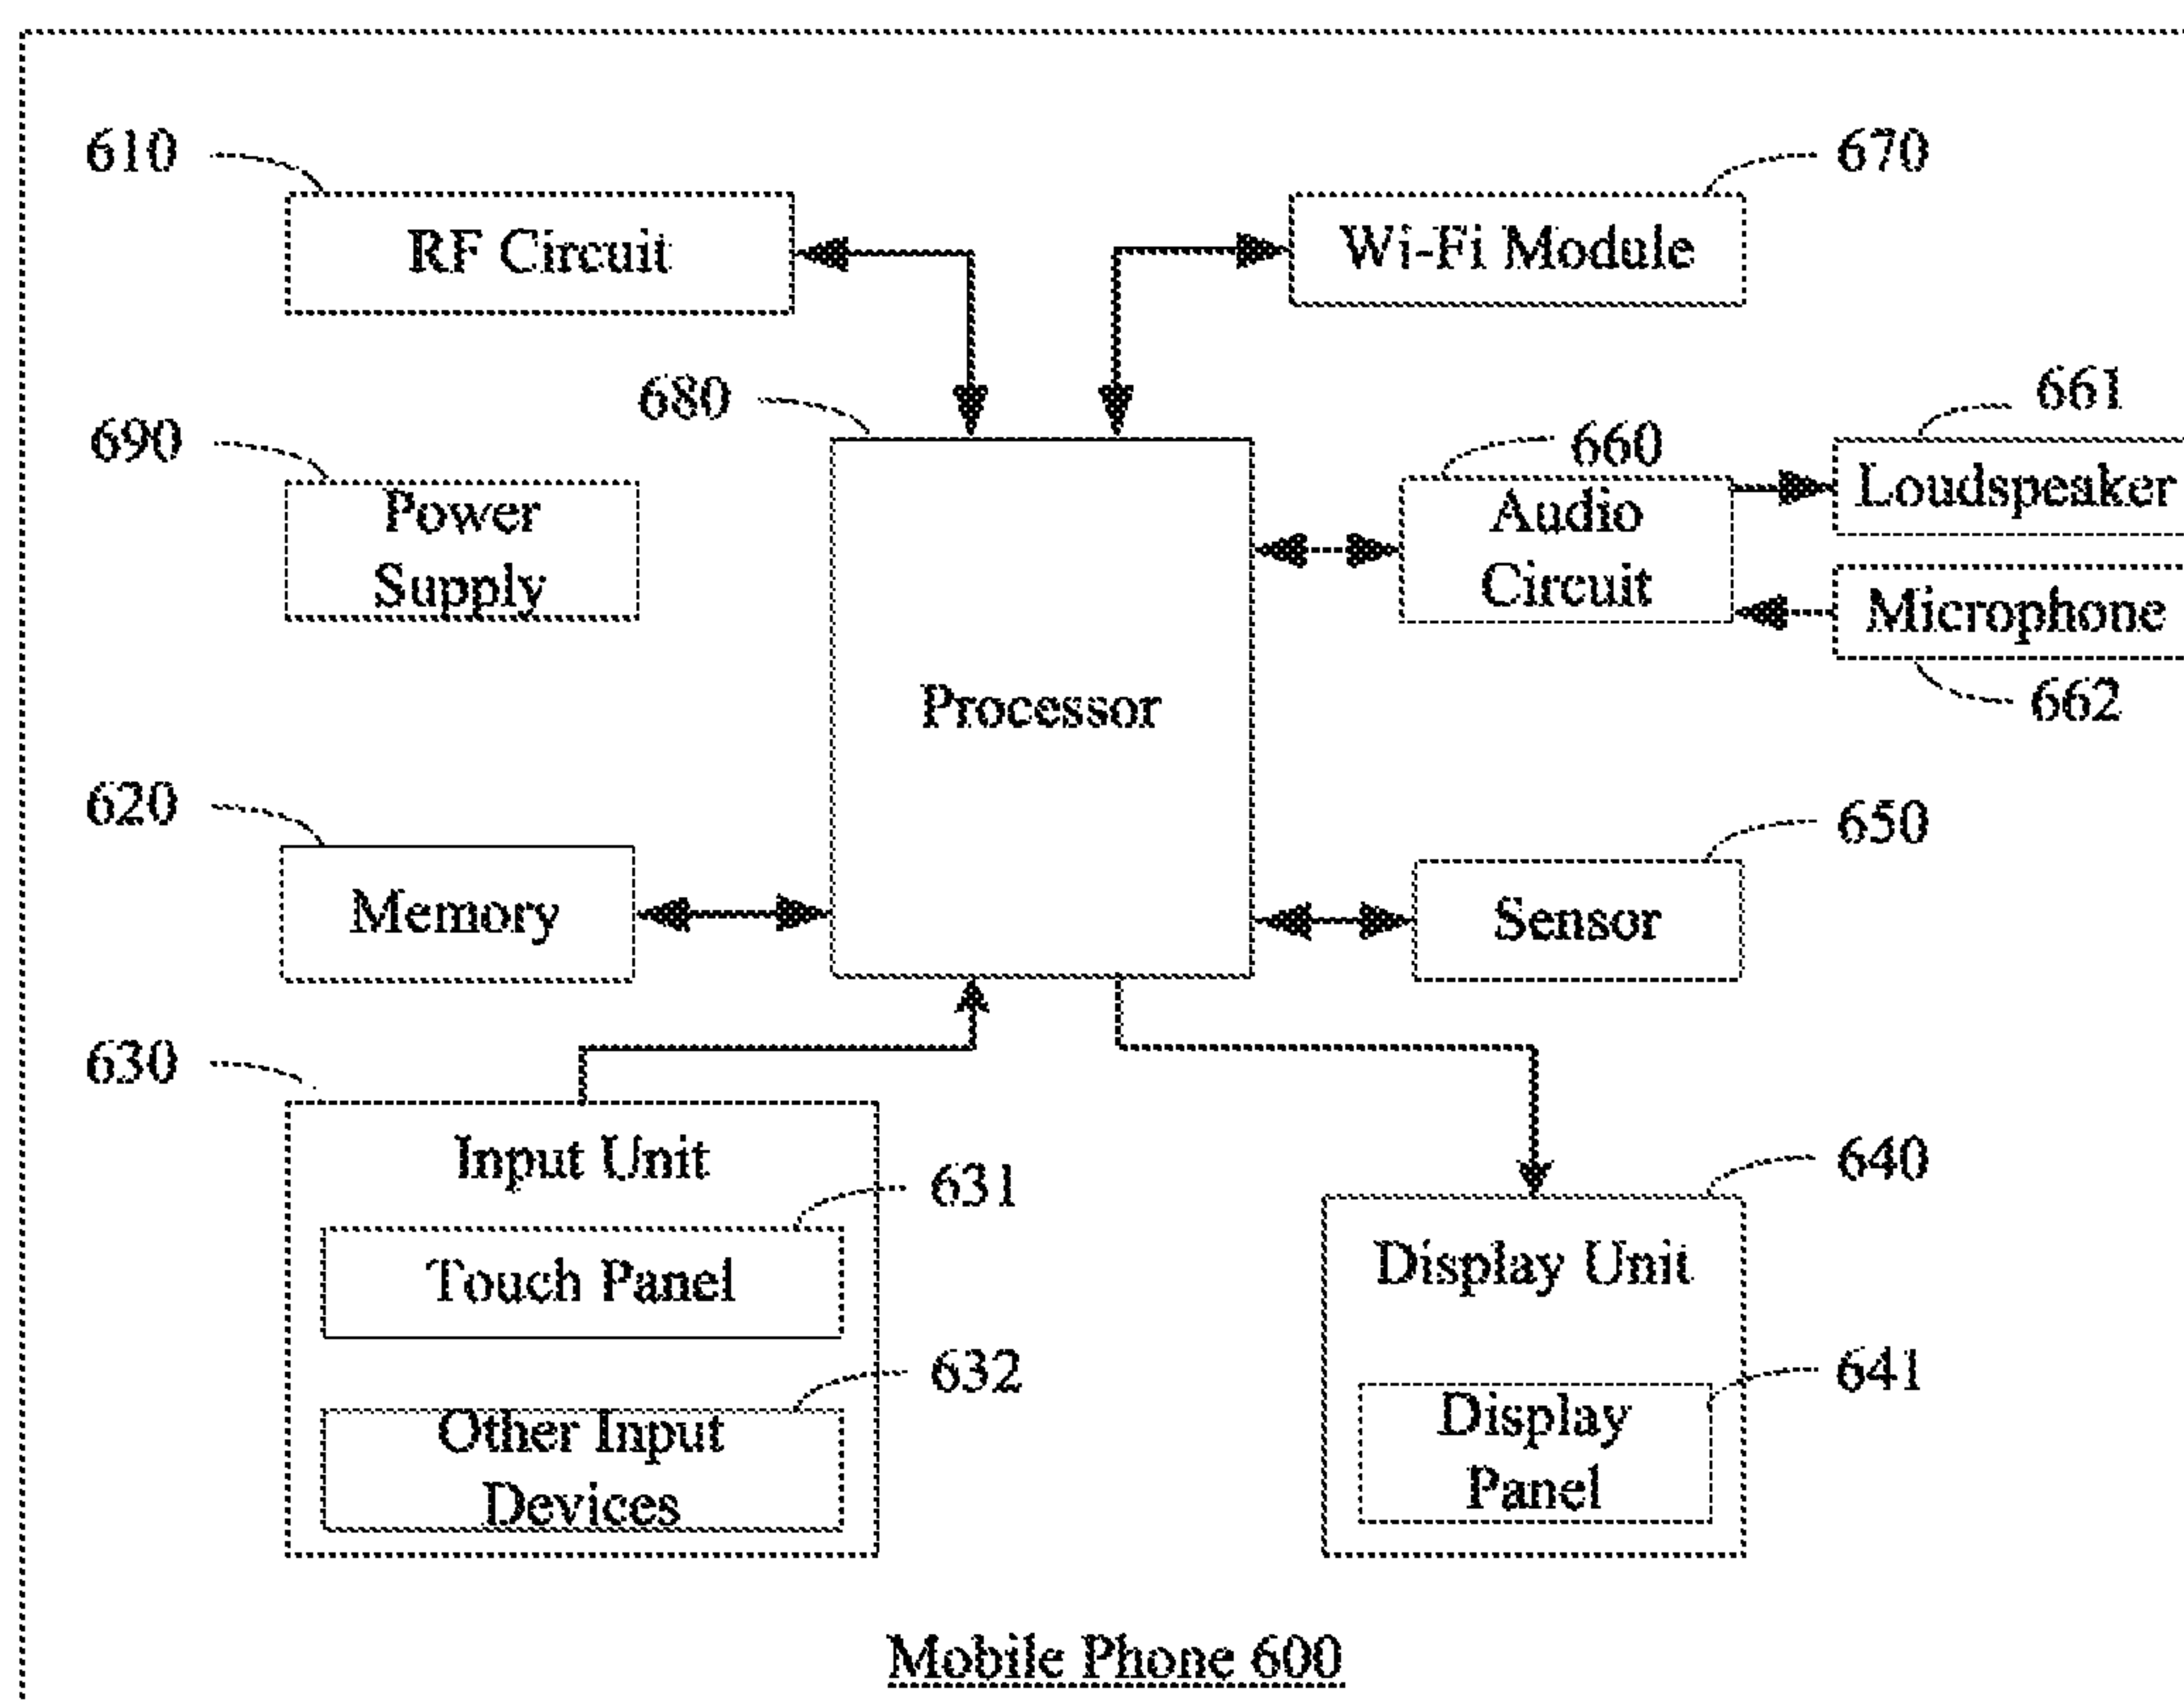 610
670
RF Circuit
Wi-Fi Module
680
661
690
660
Loudspeaker
Power
Supply
Audio
Circuit
Microphone
662
Processor
620
650
Memory
Sensor
630
Input Unit
631
640
Touch Panel
Display Unit
632
641
Other Input
Devices
Display
Panel
Mobile Phone 600